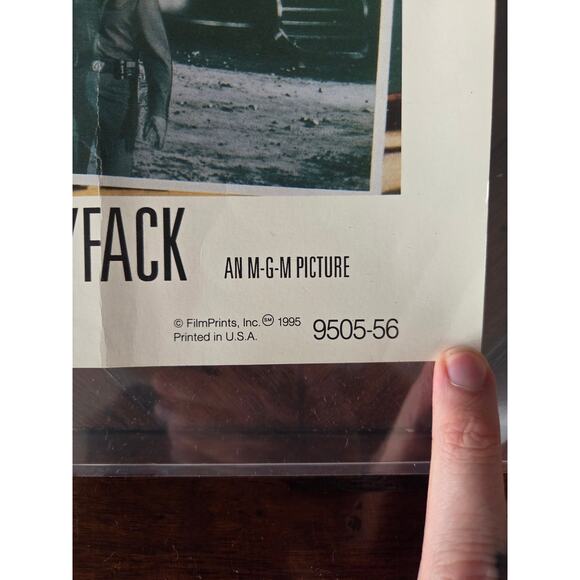 YFACK
AN M-G-M PICTURE
© FilmPrints, Inc. SM 1995
Printed in U.S.A.
9505-56